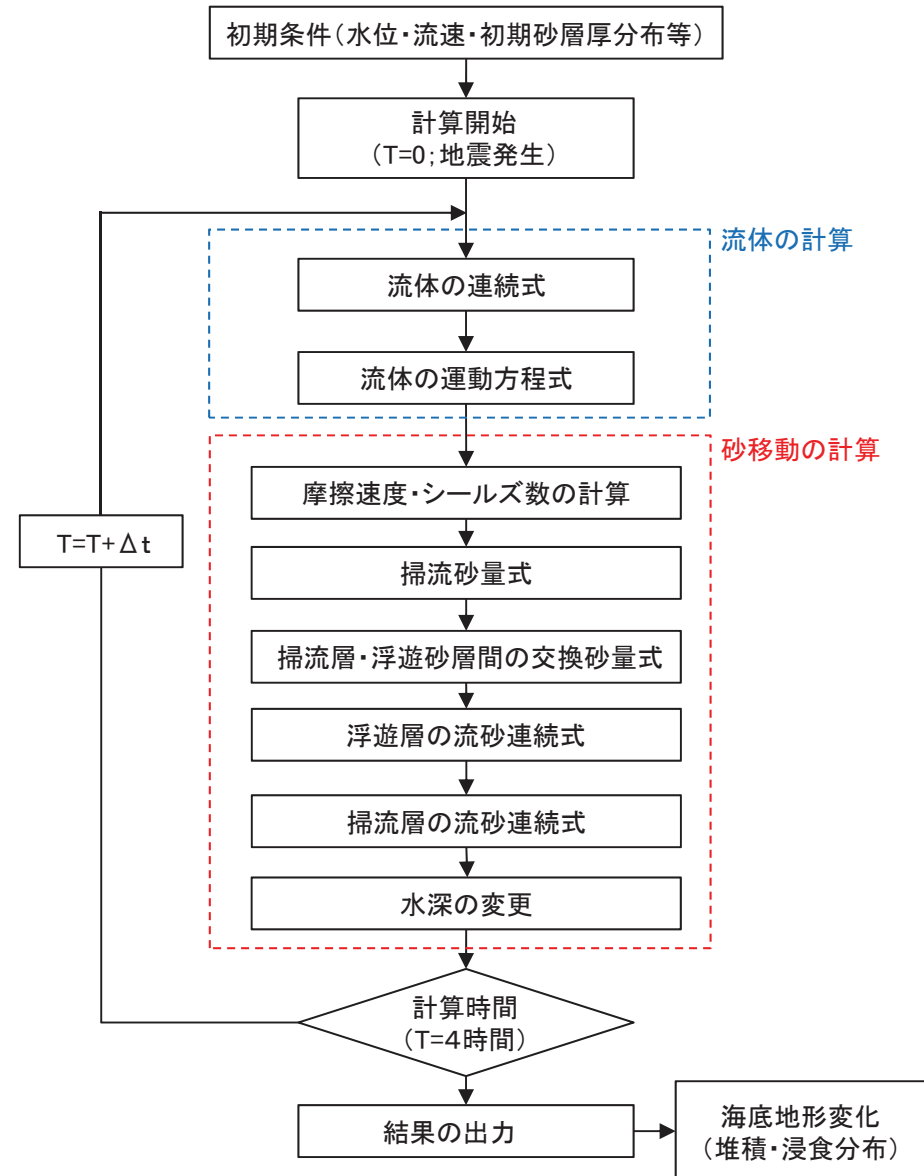 初期条件(水位・流速・初期砂層厚分布等)
計算開始
(T=0;地震発生)
流体の計算
流体の連続式
流体の運動方程式
砂移動の計算
摩擦速度・シールズ数の計算
T=T+Δt
掃流砂量式
掃流層・浮遊砂層間の交換砂量式
浮遊層の流砂連続式
掃流層の流砂連続式
水深の変更
計算時間
(T=4時間)
結果の出力
海底地形変化
(堆積・浸食分布)